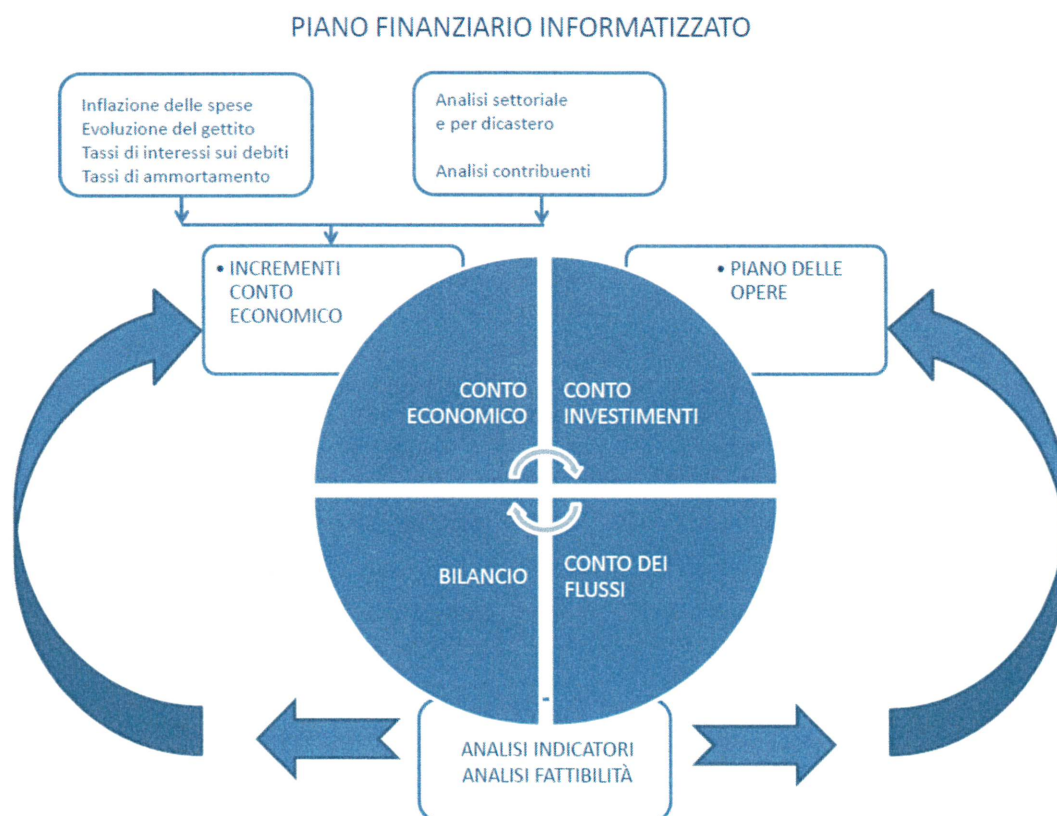 PIANO FINANZIARIO INFORMATIZZATO
Inflazione delle spese
Evoluzione del gettito
Tassi di interessi sui debiti
Tassi di ammortamento
Analisi settoriale
e per dicastero
Analisi contribuenti
• INCREMENTI
CONTO
ECONOMICO
• PIANO DELLE
OPERE
CONTO
ECONOMICO
CONTO
INVESTIMENTI
BILANCIO
CONTO DEI
FLUSSI
ANALISI INDICATORI
ANALISI FATTIBILITÀ